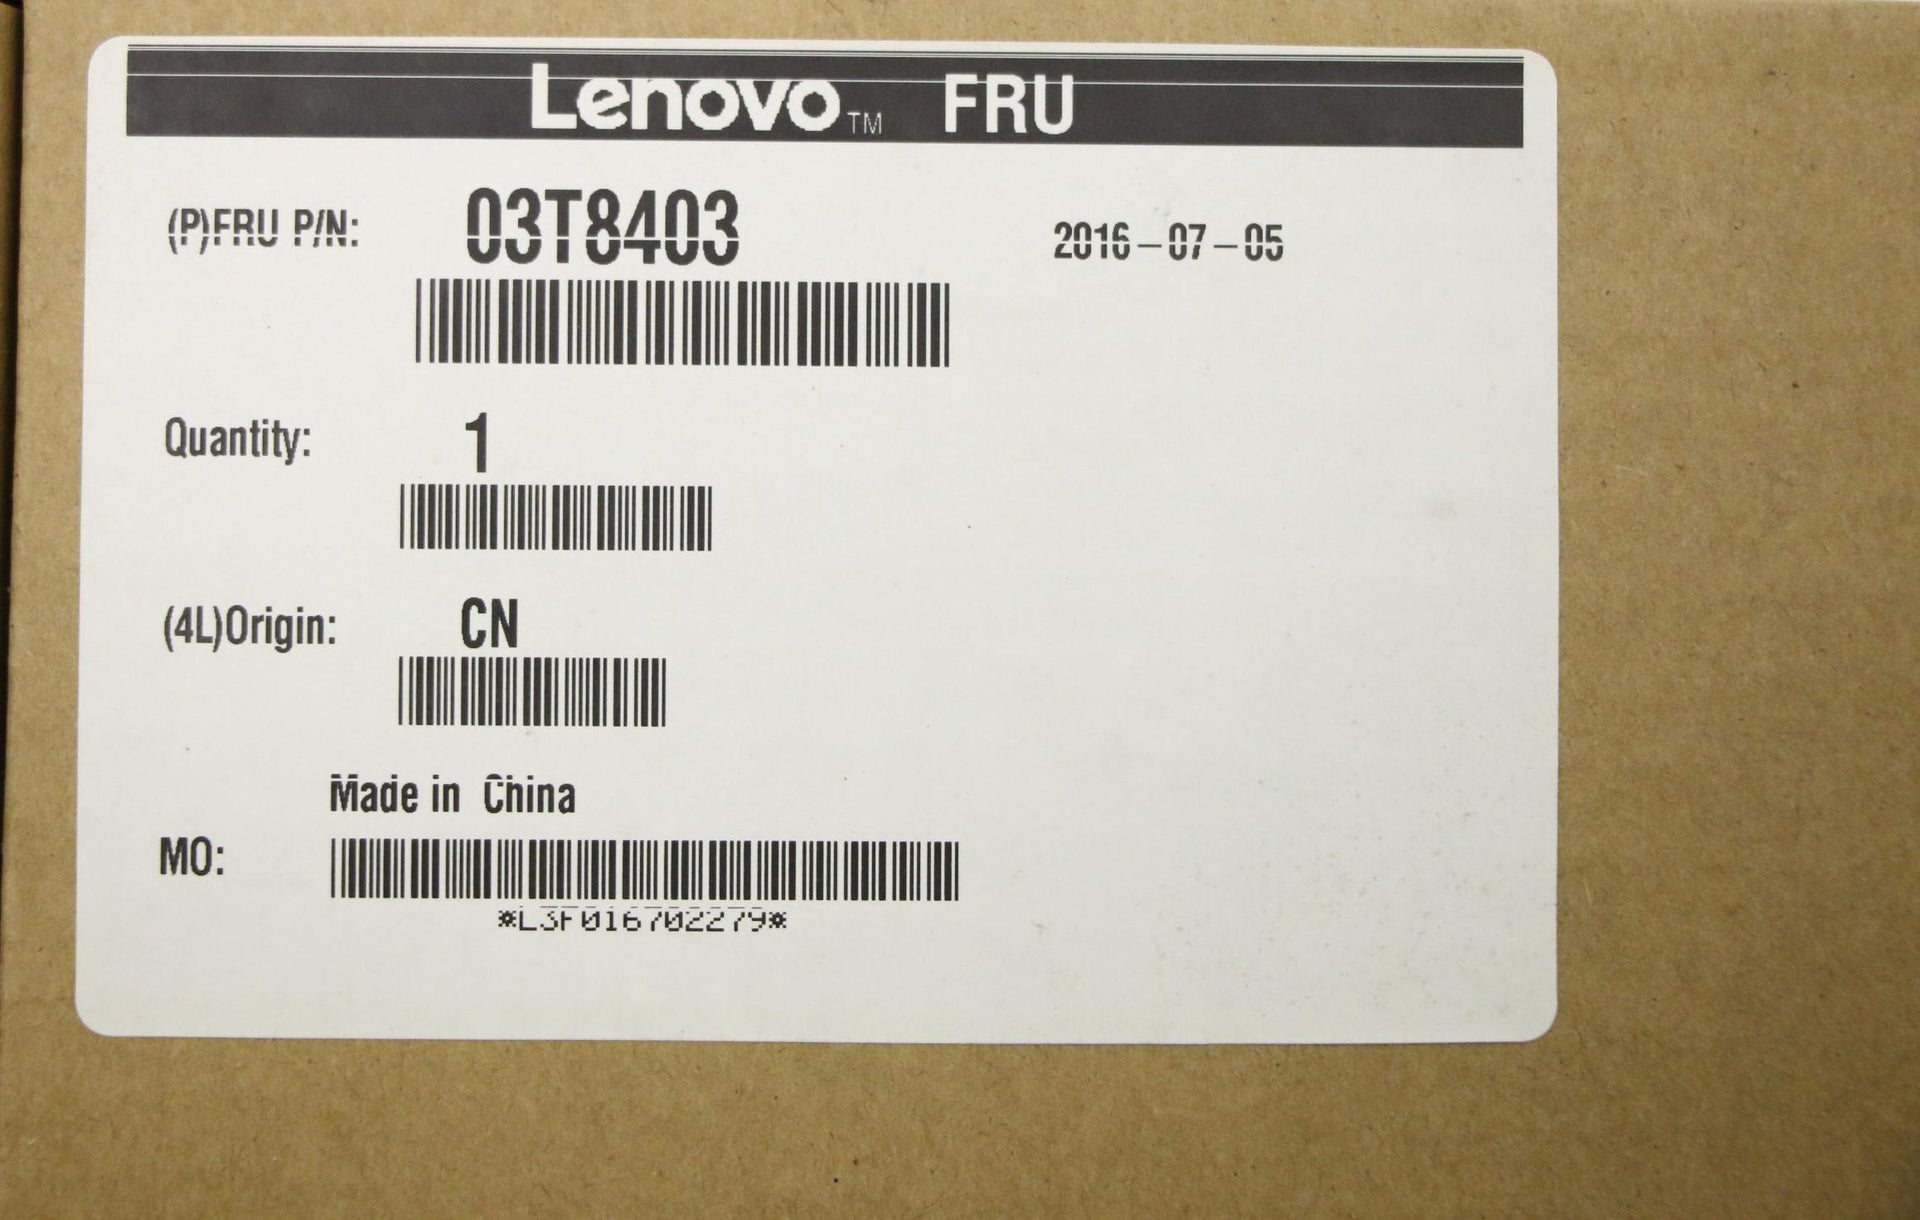 Lenovo™ FRU
(P)FRU P/N: 03T8403 2016-07-05
Quantity: 1
(4L)Origin: CN
Made in China
MO:
*L3F016702279*